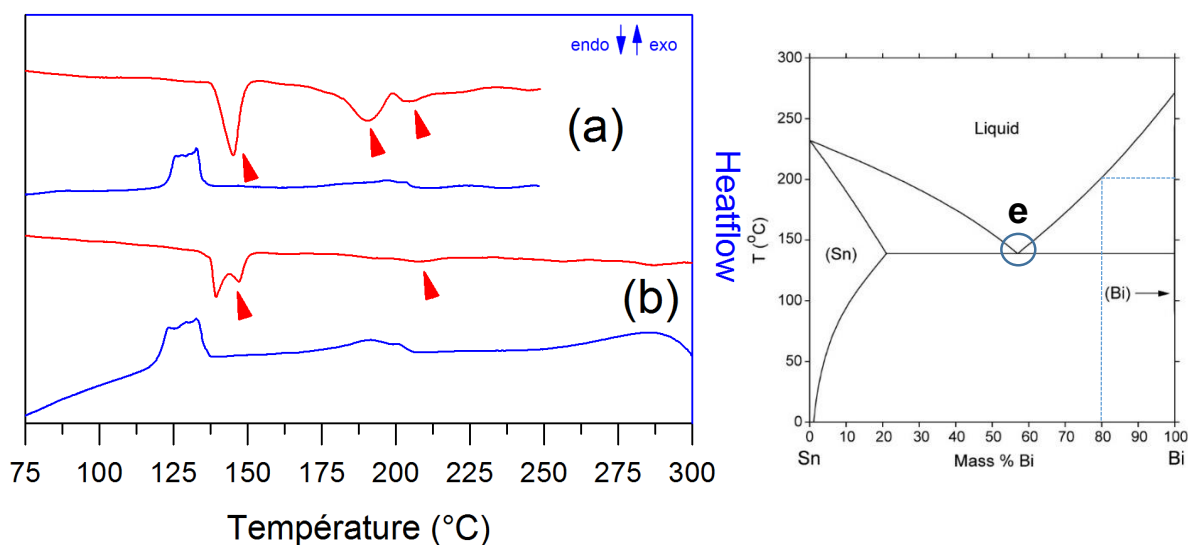 endo exo
(a)
(b)
75 100 125 150 175 200 225 250 275 300
Température (°C)
Heatflow
300
250
200
150
100
50
0
T (°C)
Liquid
e
(Sn)
(Bi)
0 10 20 30 40 50 60 70 80 90 100
Sn Mass % Bi Bi